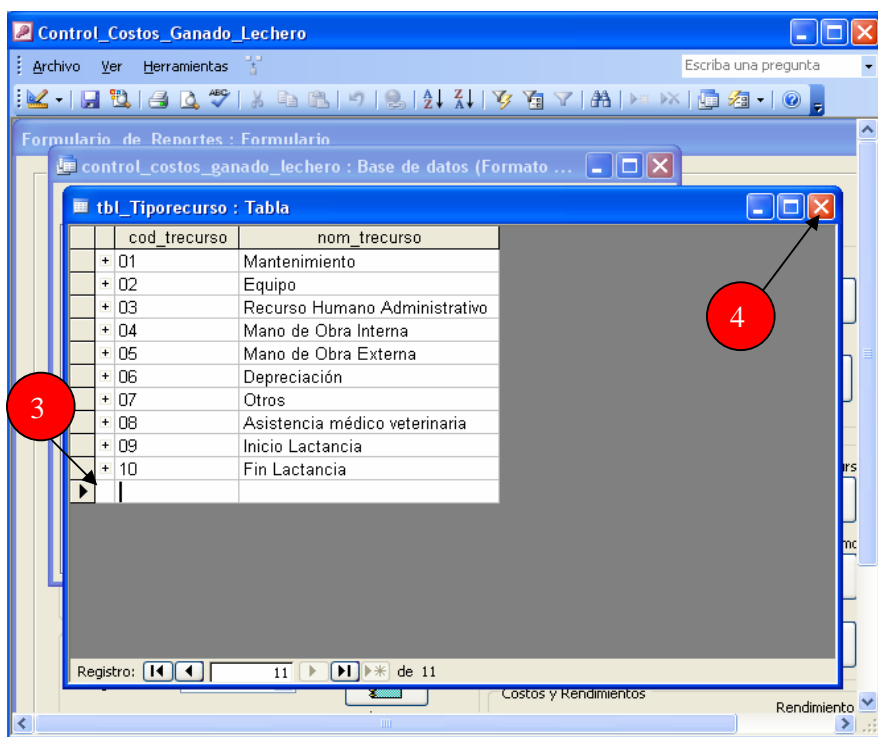 Control_Costos_Ganado_Lechero
Archivo Ver Herramientas Escriba una pregunta
Formulario de Reportes : Formulario
control_costos_ganado_lechero : Base de datos (Formato ...
tbl_Tiporecurso : Tabla
cod_trecurso nom_trecurso
01 Mantenimiento
02 Equipo
03 Recurso Humano Administrativo
04 Mano de Obra Interna
05 Mano de Obra Externa
06 Depreciación
07 Otros
08 Asistencia médico veterinaria
09 Inicio Lactancia
10 Fin Lactancia
3
4
Registro: 11 de 11
Costos y Rendimientos
Rendimiento